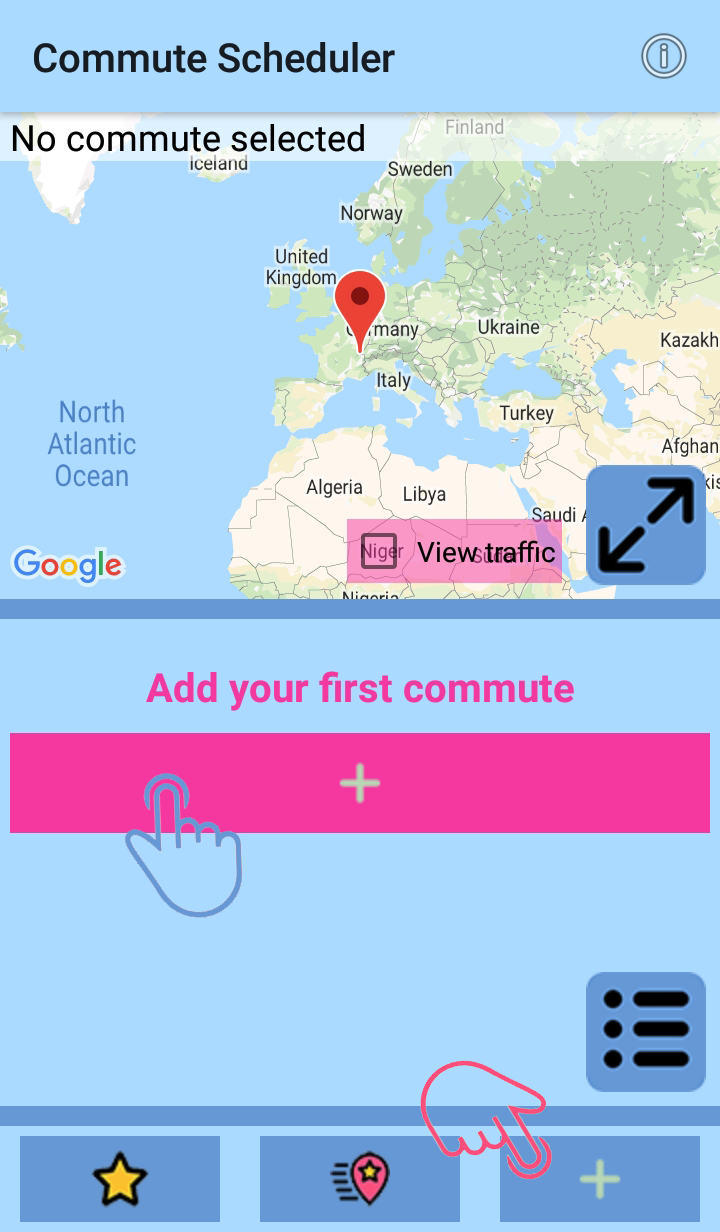 Commute Scheduler
No commute selected
Finland
Iceland
Sweden
Norway
United
Kingdom
Germany
Ukraine
Kazakh
Italy
Turkey
North
Atlantic
Ocean
Afghan
Algeria
Libya
Saudi A
Niger
View traffic
Sudan
Google
Nigeria
Add your first commute